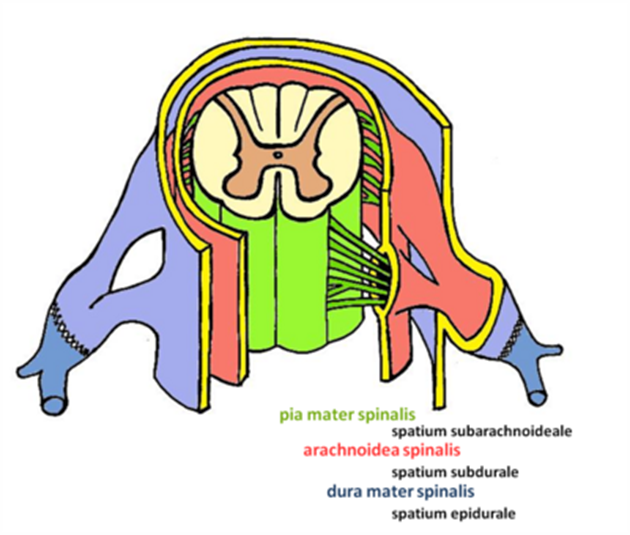 pia mater spinalis
spatium subarachnoideale
arachnoidea spinalis
spatium subdurale
dura mater spinalis
spatium epidurale